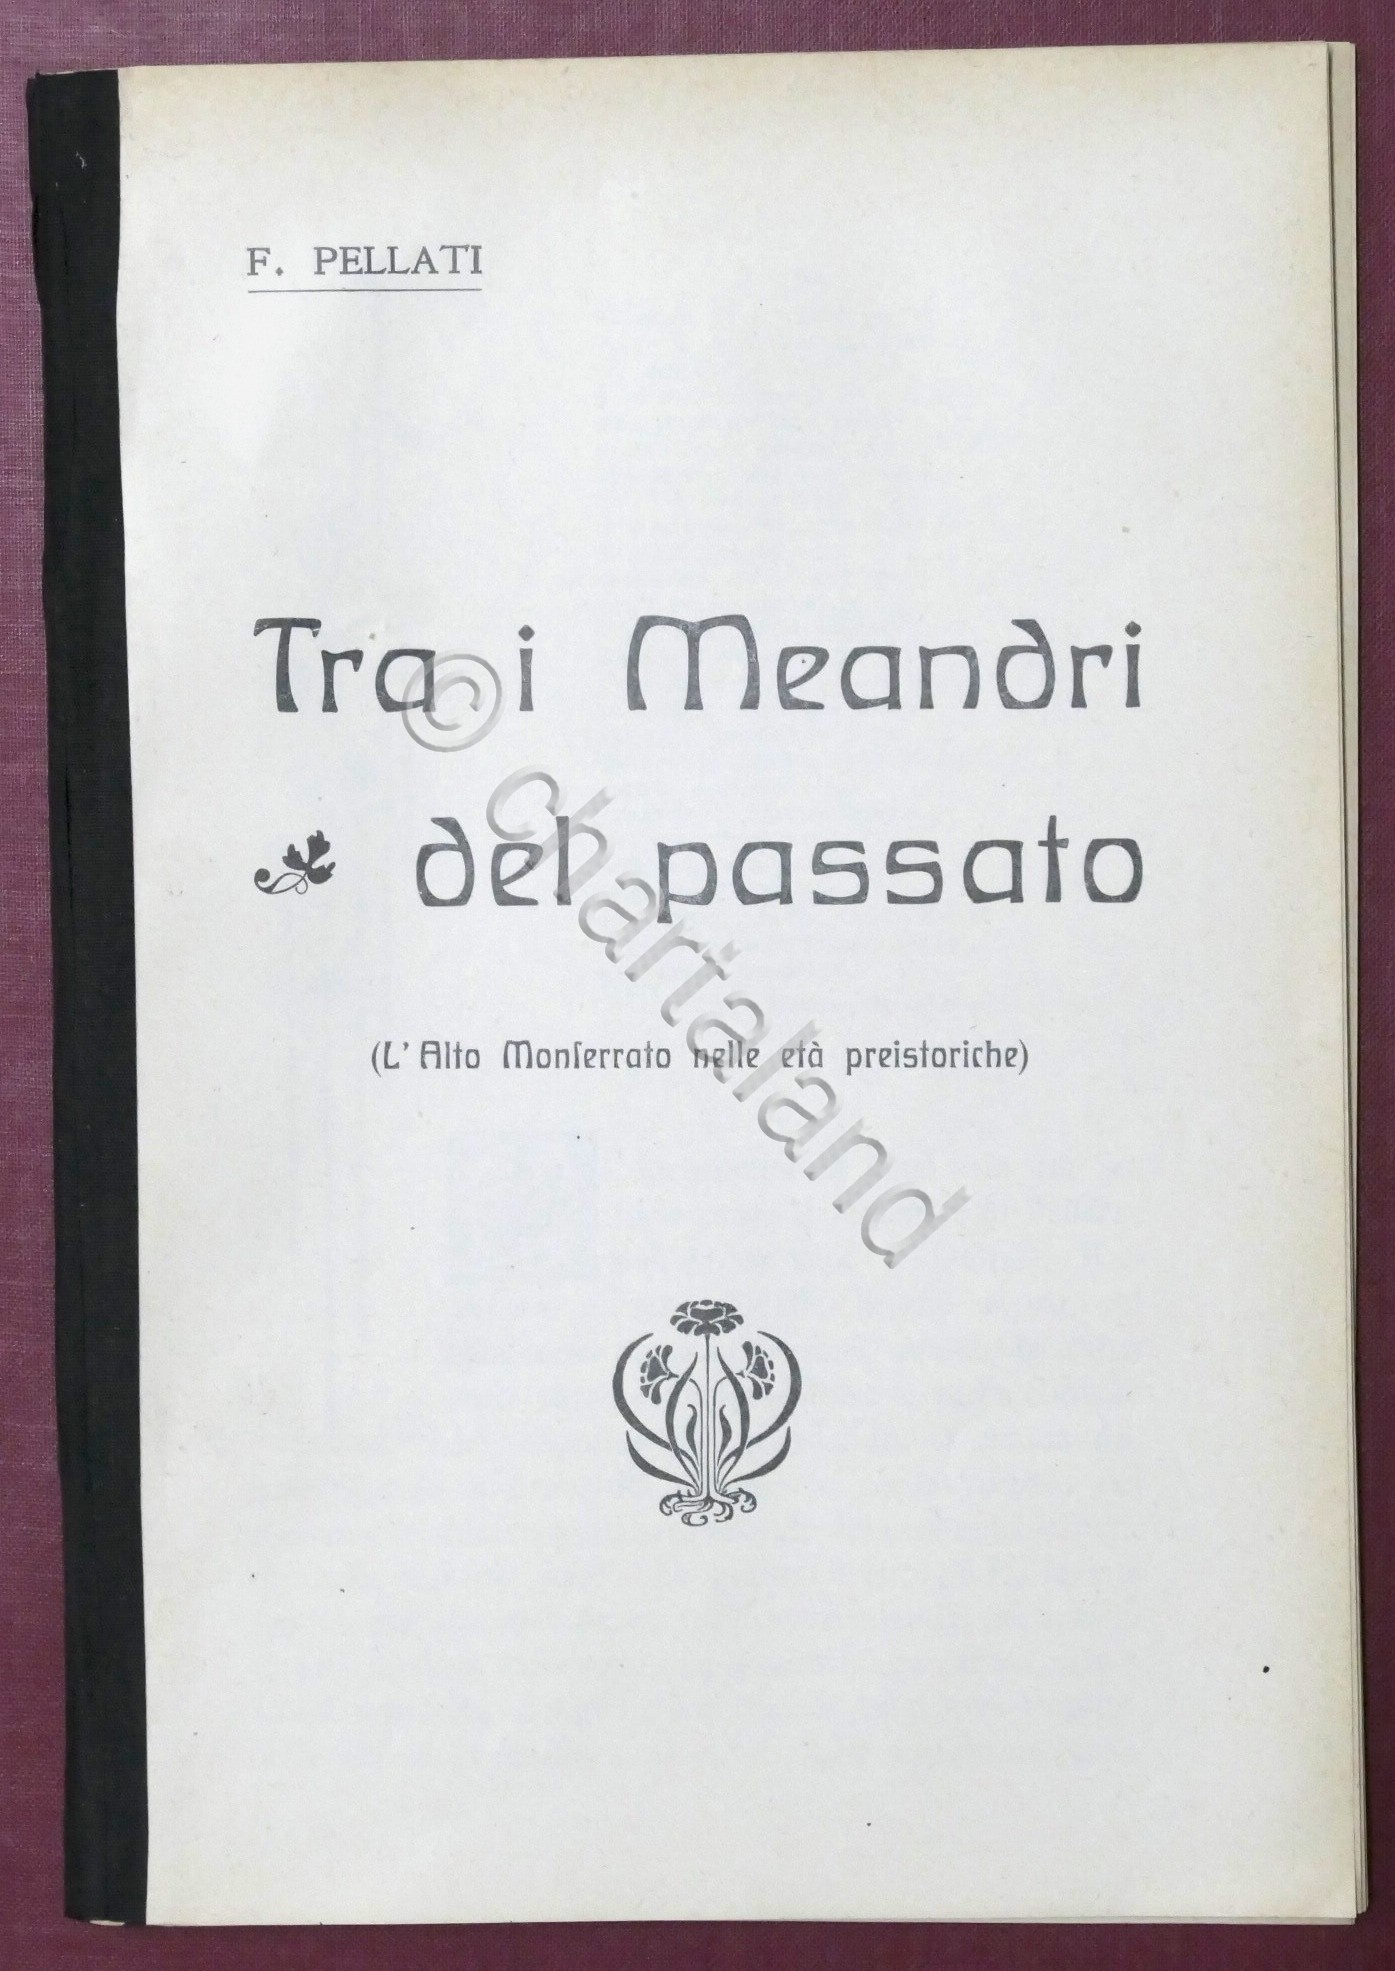 F. PELLATI
Tra i Meandri
del passato
(L' Alto Monferrato nelle età preistoriche)
© chartaland